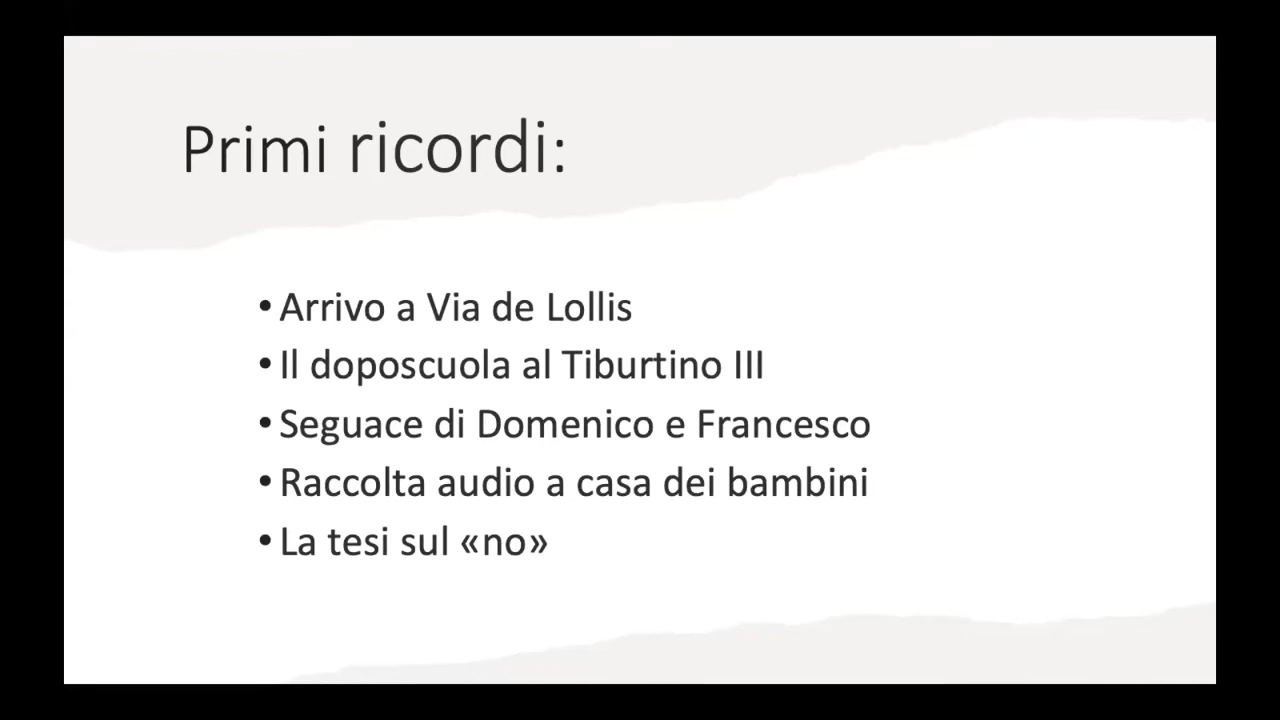 Primi ricordi:
• Arrivo a Via de Lollis
• Il doposcuola al Tiburtino III
• Seguace di Domenico e Francesco
• Raccolta audio a casa dei bambini
• La tesi sul «no»